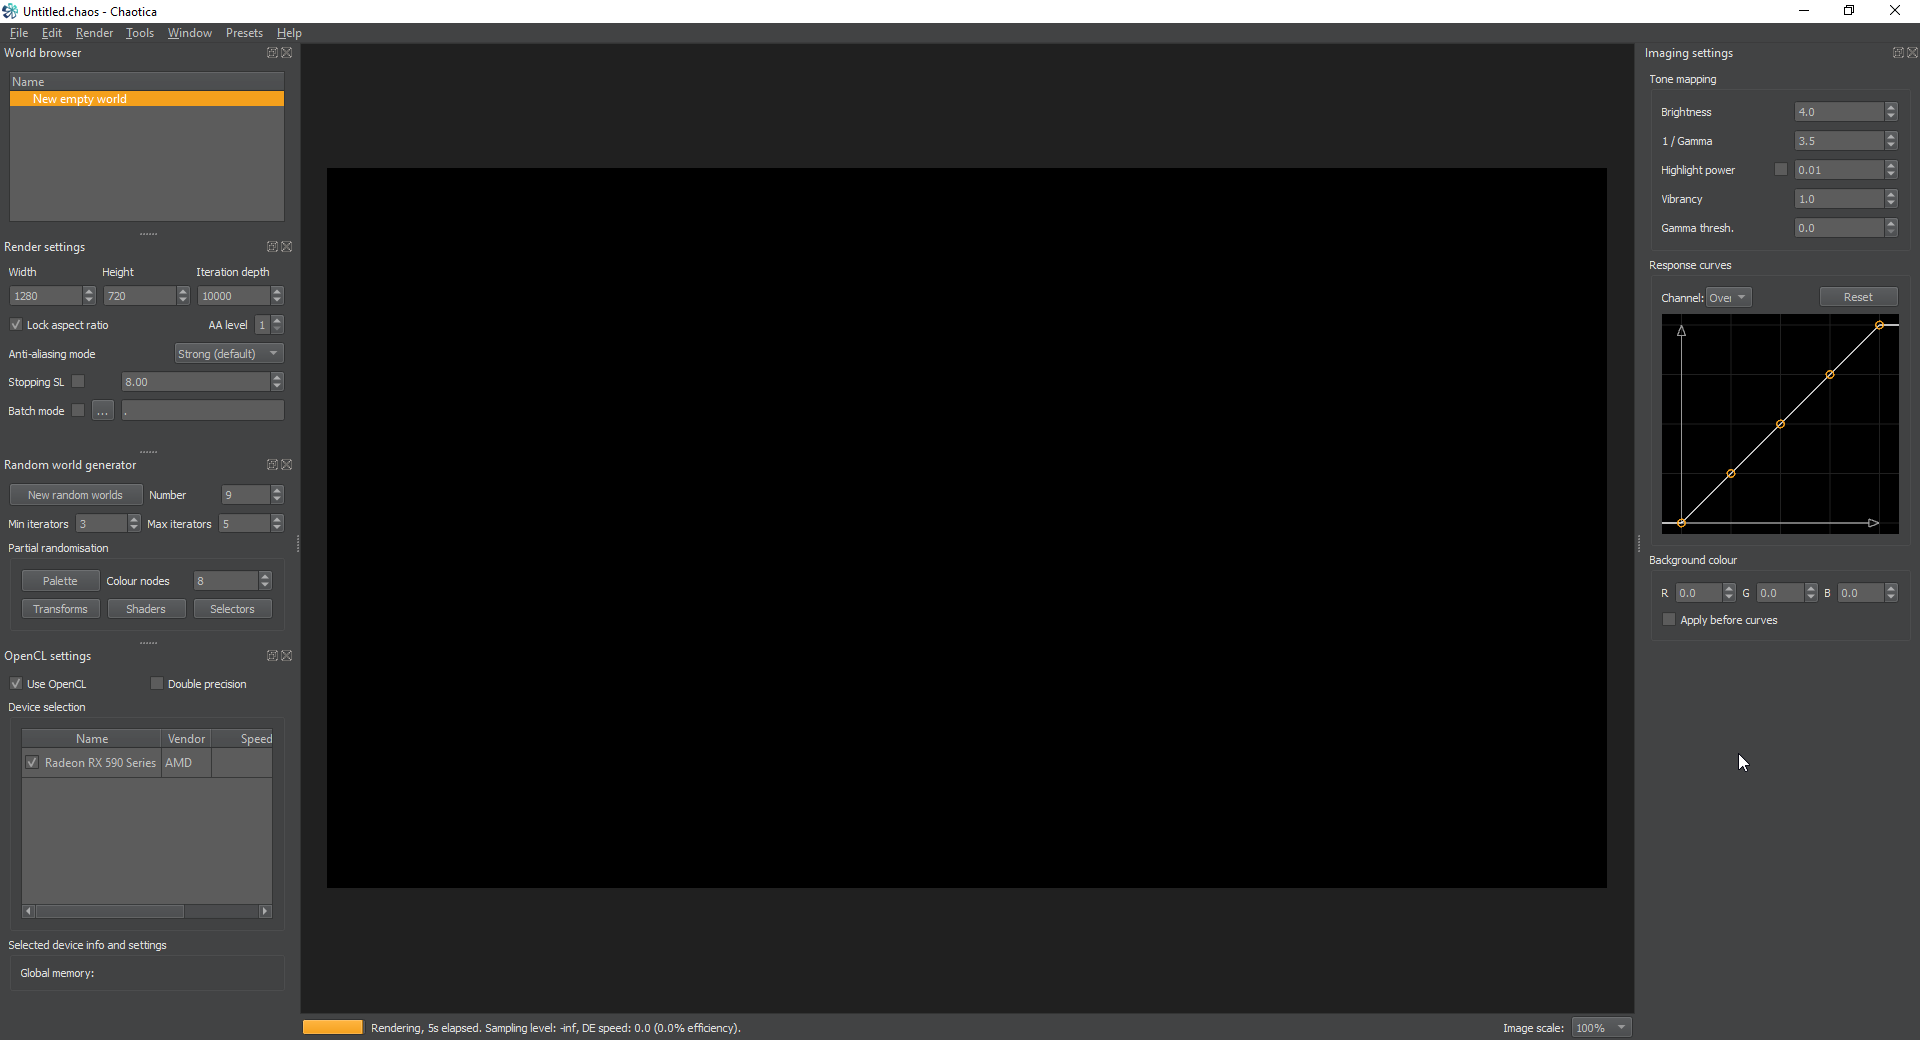 Untitled.chaos - Chaotica
File Edit Render Tools Window Presets Help
World browser
Name
New empty world
Render settings
Width Height Iteration depth
1280 720 10000
Lock aspect ratio AA level 1
Anti-aliasing mode Strong (default)
Stopping SL 8.00
Batch mode ... .
Random world generator
New random worlds Number 9
Min iterators 3 Max iterators 5
Partial randomisation
Palette Colour nodes 8
Transforms Shaders Selectors
OpenCL settings
Use OpenCL Double precision
Device selection
Name Vendor Speed
Radeon RX 590 Series AMD
Selected device info and settings
Global memory:
Rendering, 5s elapsed. Sampling level: -inf, DE speed: 0.0 (0.0% efficiency).
Image scale: 100%
Imaging settings
Tone mapping
Brightness 4.0
1 / Gamma 3.5
Highlight power 0.01
Vibrancy 1.0
Gamma thresh. 0.0
Response curves
Channel: Over Reset
Background colour
R 0.0 G 0.0 B 0.0
Apply before curves